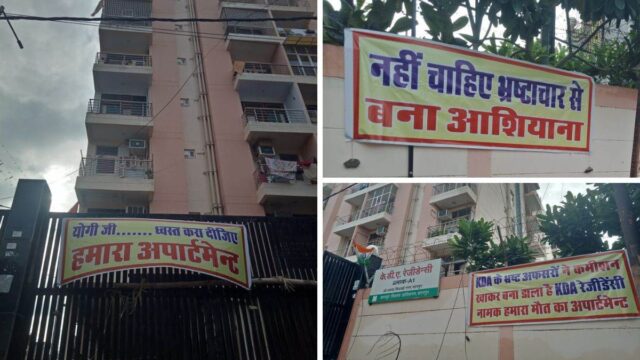 योगी जी...... ध्वस्त करा दीजिए
हमारा अपार्टमेन्ट
नहीं चाहिए भ्रष्टाचार से
बना आशियाना
के.डी.ए. रेजीडेन्सी
KDA के भ्रष्ट अफसरों ने कमीशन
खाकर बना डाला है KDA रेजीडेंसी
नामक हमारा मौत का अपार्टमेन्ट